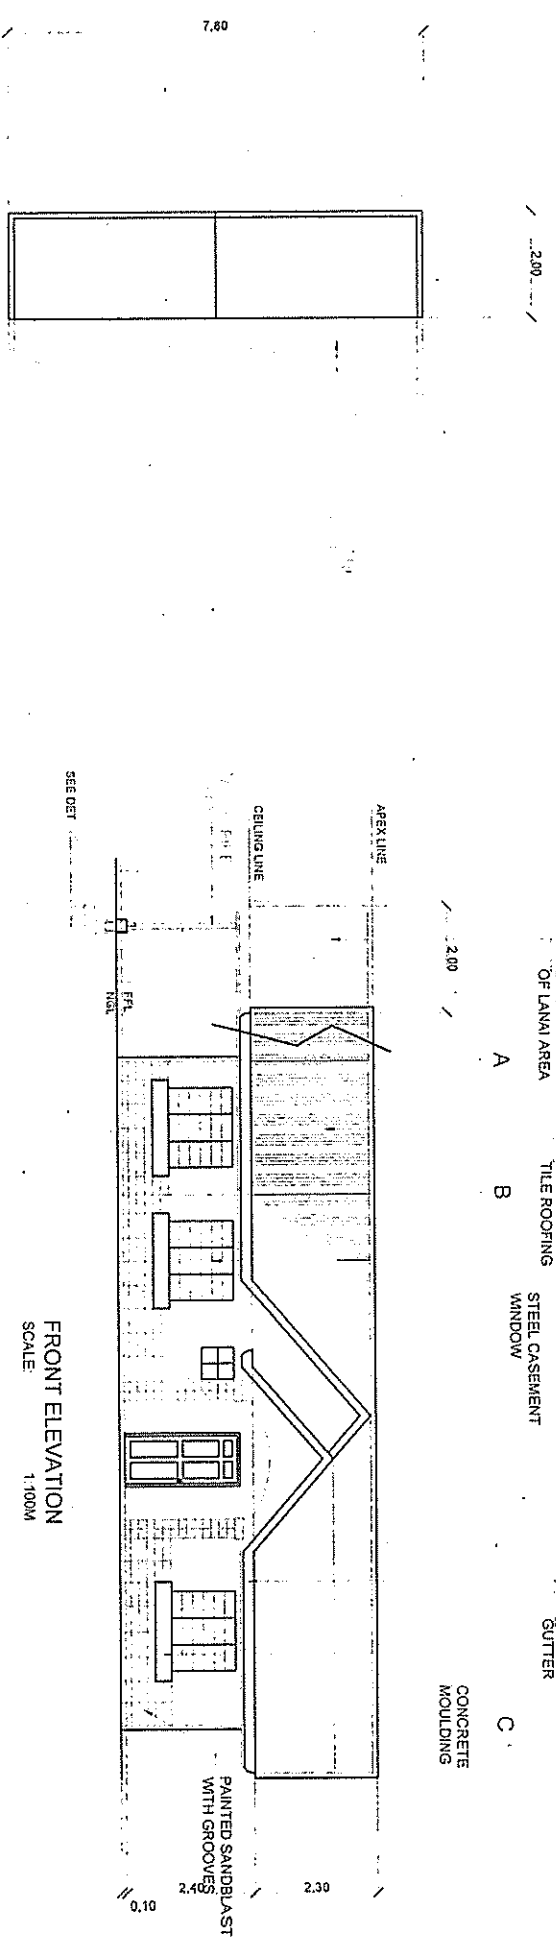 7.80
2.00
OF LANAI AREA
TILE ROOFING
STEEL CASEMENT
WINDOW
GUTTER
CONCRETE
MOULDING
A
B
C
2.00
APEX LINE
CEILING LINE
SEE DET
FFL
NGL
2.30
2.40
0.10
PAINTED SANDBLAST
WITH GROOVES
FRONT ELEVATION
SCALE: 1:100M